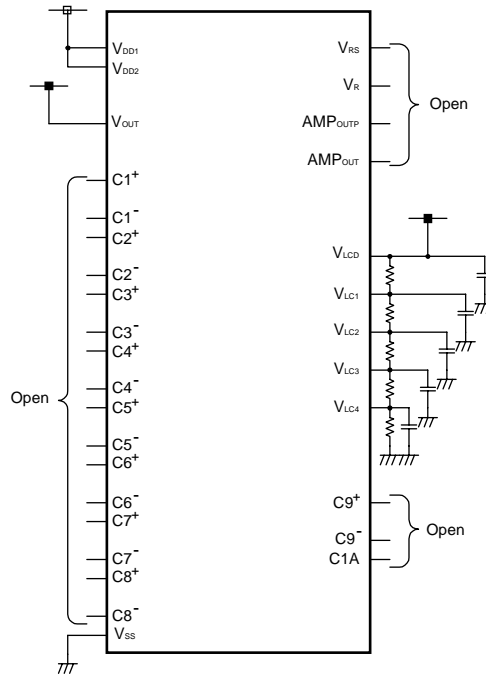 VDD1
VDD2
VOUT
C1+
C1-
C2+
C2-
C3+
C3-
C4+
C4-
C5+
C5-
C6+
C6-
C7+
C7-
C8+
C8-
VSS
Open
VRS
VR
AMPOUTP
AMPOUT
Open
VLCD
VLC1
VLC2
VLC3
VLC4
C9+
C9-
C1A
Open